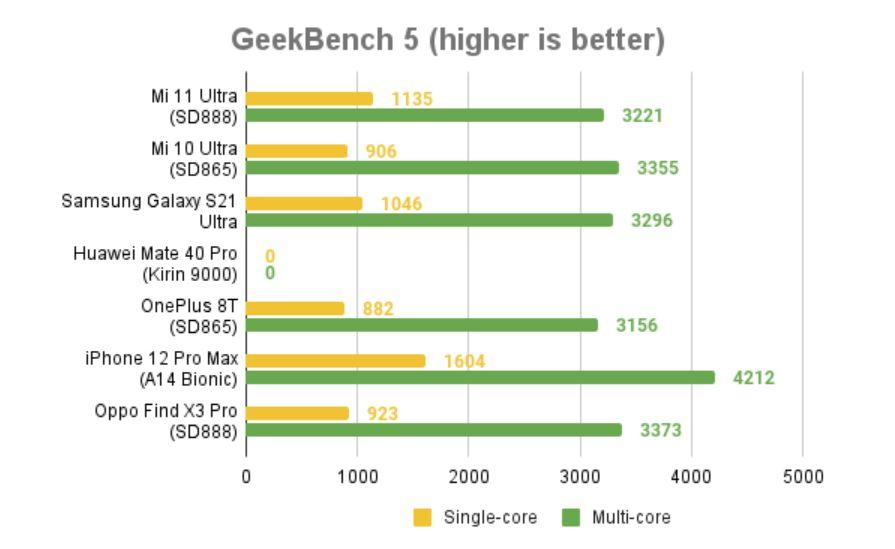 GeekBench 5 (higher is better)
Mi 11 Ultra
(SD888)
1135
3221
Mi 10 Ultra
(SD865)
906
3355
Samsung Galaxy S21
Ultra
1046
3296
Huawei Mate 40 Pro
(Kirin 9000)
0
0
OnePlus 8T
(SD865)
882
3156
iPhone 12 Pro Max
(A14 Bionic)
1604
4212
Oppo Find X3 Pro
(SD888)
923
3373
0 1000 2000 3000 4000 5000
Single-core Multi-core